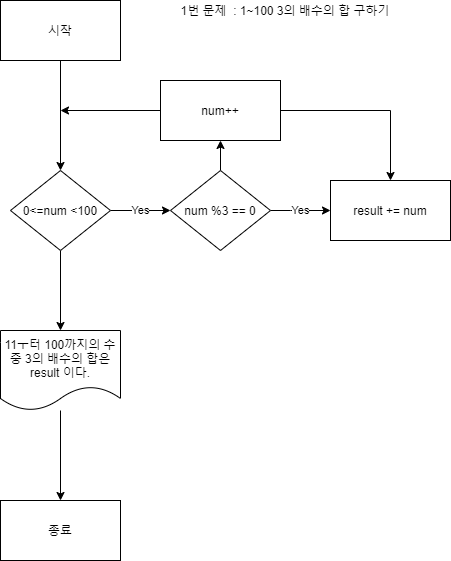 1번 문제 : 1~100 3의 배수의 합 구하기
시작
num++
0<=num <100
Yes
num %3 == 0
Yes
result += num
11ㅜ터 100까지의 수
중 3의 배수의 합은
result 이다.
종료